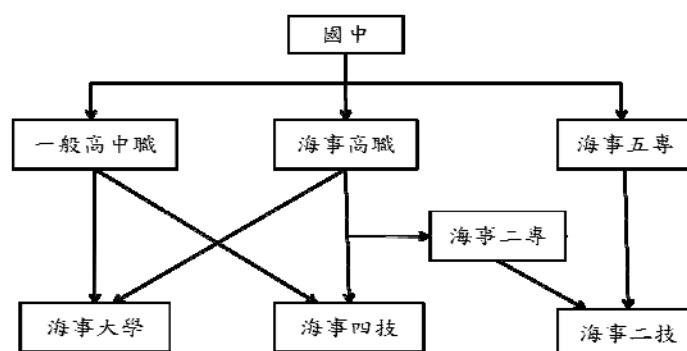 國中
一般高中職
海事高職
海事五專
海事二專
海事大學
海事四技
海事二技